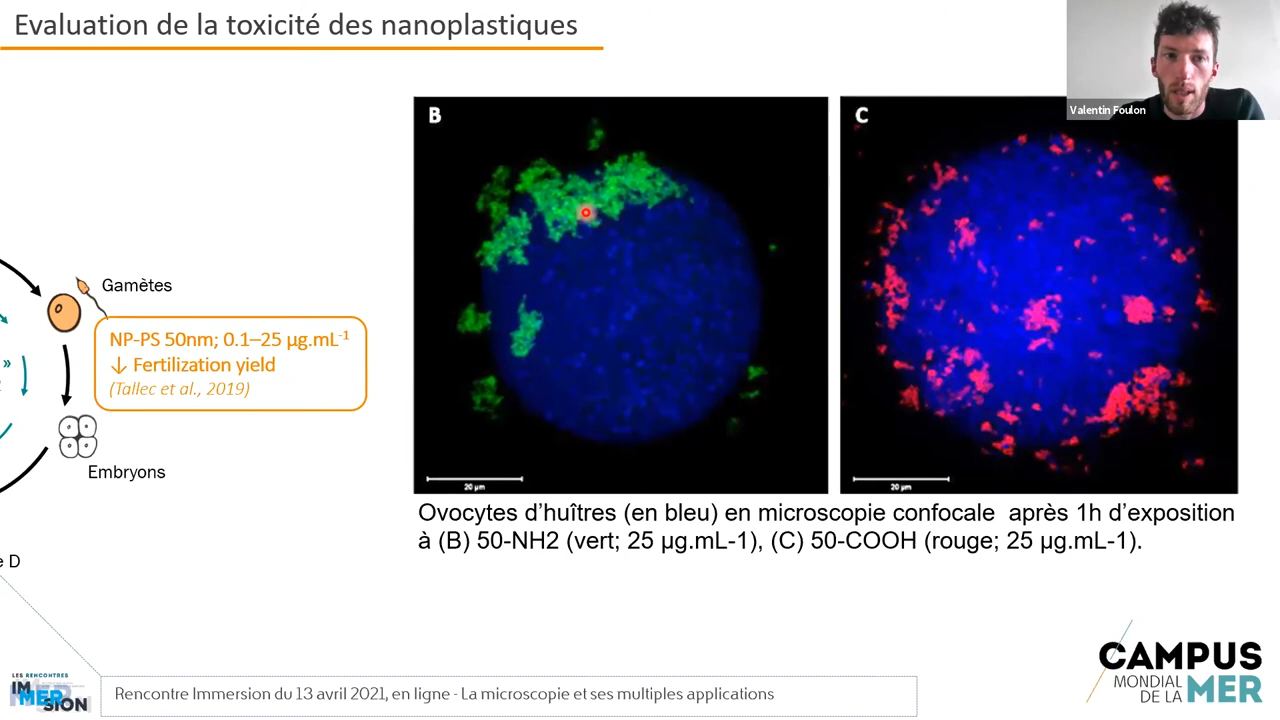 Evaluation de la toxicité des nanoplastiques
Valentin Foulon
B
C
Gamètes
NP-PS 50nm; 0.1–25 µg.mL⁻¹
↓ Fertilization yield
(Tallec et al., 2019)
»
Embryons
e D
20 µm
20 µm
Ovocytes d’huîtres (en bleu) en microscopie confocale après 1h d’exposition
à (B) 50-NH2 (vert; 25 µg.mL-1), (C) 50-COOH (rouge; 25 µg.mL-1).
LES RENCONTRES
IM
MER
SION
Rencontre Immersion du 13 avril 2021, en ligne - La microscopie et ses multiples applications
CAMPUS
MONDIAL
DE LA MER